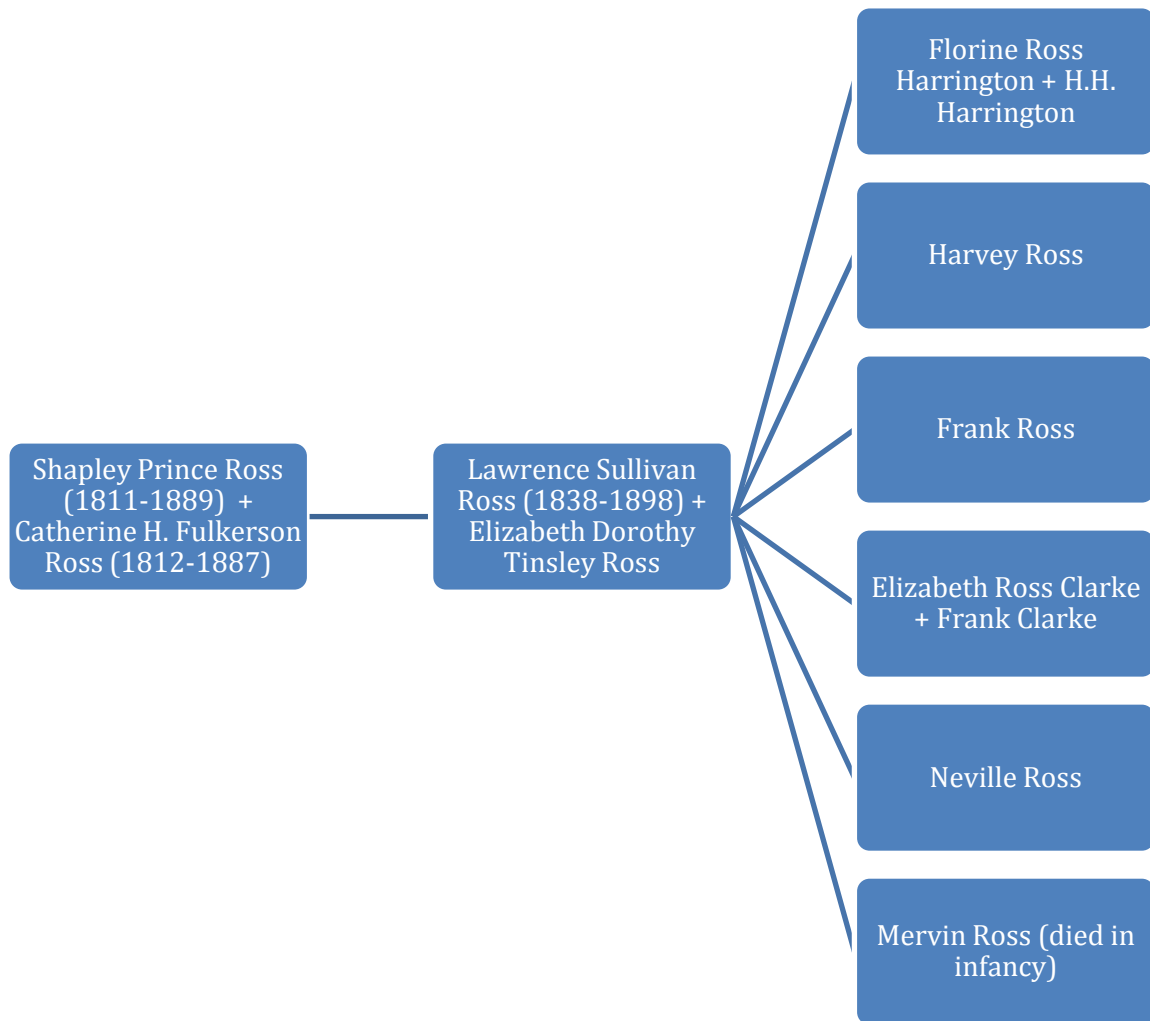 Shapley Prince Ross
(1811-1889) +
Catherine H. Fulkerson
Ross (1812-1887)
Lawrence Sullivan
Ross (1838-1898) +
Elizabeth Dorothy
Tinsley Ross
Florine Ross
Harrington + H.H.
Harrington
Harvey Ross
Frank Ross
Elizabeth Ross Clarke
+ Frank Clarke
Neville Ross
Mervin Ross (died in
infancy)